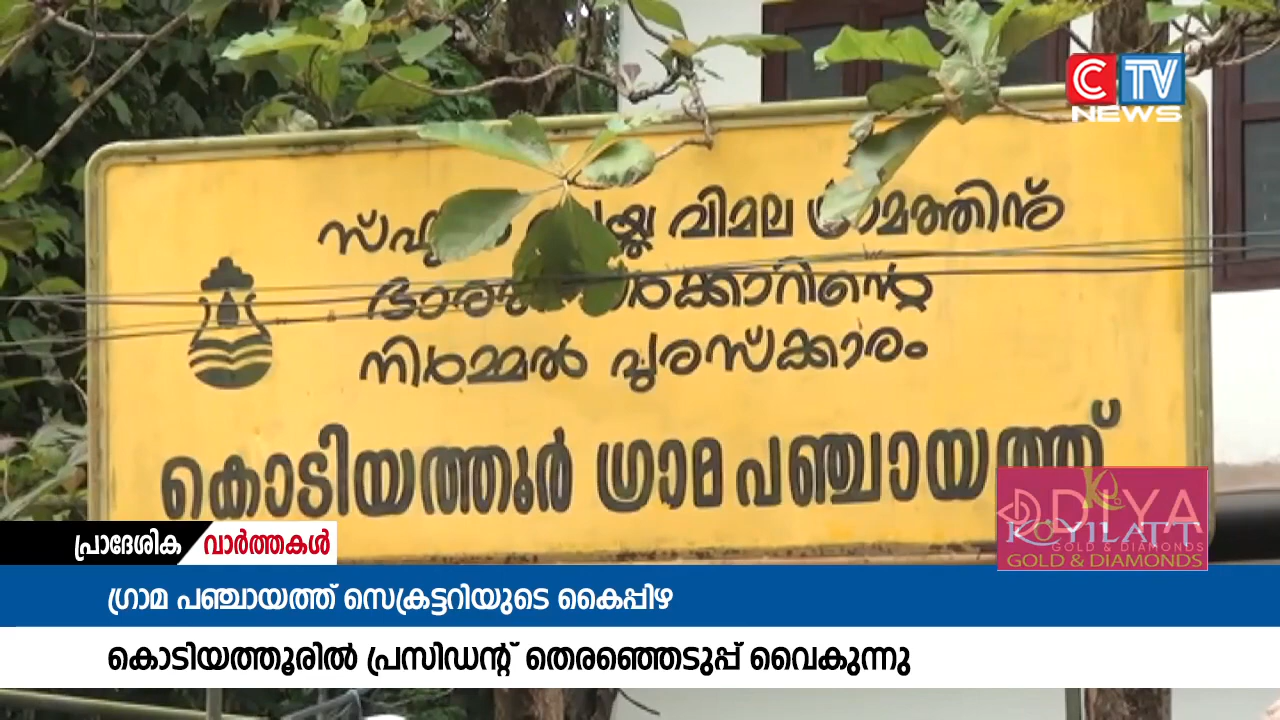 CTV
NEWS
വിമല ഗ്രാമത്തിന്
നിർമ്മൽ പുരസ്ക്കാരം
കൊടിയത്തൂർ ഗ്രാമ പഞ്ചായത്ത്
DIYA
GOLD & DIAMONDS
KOYILATT
GOLD & DIAMONDS
പ്രാദേശിക വാർത്തകൾ
ഗ്രാമ പഞ്ചായത്ത് സെക്രട്ടറിയുടെ കൈപ്പിഴ
കൊടിയത്തൂരിൽ പ്രസിഡന്റ് തെരഞ്ഞെടുപ്പ് വൈകുന്നു